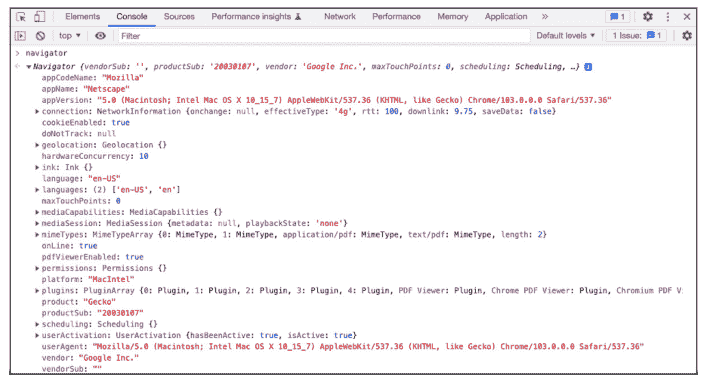 Elements Console Sources Performance insights Network Performance Memory Application » 1
top ▼ Filter Default levels ▼ 1 Issue: 1
> navigator
▼Navigator {vendorSub: '', productSub: '20030107', vendor: 'Google Inc.', maxTouchPoints: 0, scheduling: Scheduling, …} i
appCodeName: "Mozilla"
appName: "Netscape"
appVersion: "5.0 (Macintosh; Intel Mac OS X 10_15_7) AppleWebKit/537.36 (KHTML, like Gecko) Chrome/103.0.0.0 Safari/537.36"
▶connection: NetworkInformation {onchange: null, effectiveType: '4g', rtt: 100, downlink: 9.75, saveData: false}
cookieEnabled: true
doNotTrack: null
▶geolocation: Geolocation {}
hardwareConcurrency: 10
▶ink: Ink {}
language: "en-US"
▶languages: (2) ['en-US', 'en']
maxTouchPoints: 0
▶mediaCapabilities: MediaCapabilities {}
▶mediaSession: MediaSession {metadata: null, playbackState: 'none'}
▶mimeTypes: MimeTypeArray {0: MimeType, 1: MimeType, application/pdf: MimeType, text/pdf: MimeType, length: 2}
onLine: true
pdfViewerEnabled: true
▶permissions: Permissions {}
platform: "MacIntel"
▶plugins: PluginArray {0: Plugin, 1: Plugin, 2: Plugin, 3: Plugin, 4: Plugin, PDF Viewer: Plugin, Chrome PDF Viewer: Plugin, Chromium PDF V
product: "Gecko"
productSub: "20030107"
▶scheduling: Scheduling {}
▶userActivation: UserActivation {hasBeenActive: true, isActive: true}
userAgent: "Mozilla/5.0 (Macintosh; Intel Mac OS X 10_15_7) AppleWebKit/537.36 (KHTML, like Gecko) Chrome/103.0.0.0 Safari/537.36"
vendor: "Google Inc."
vendorSub: ""